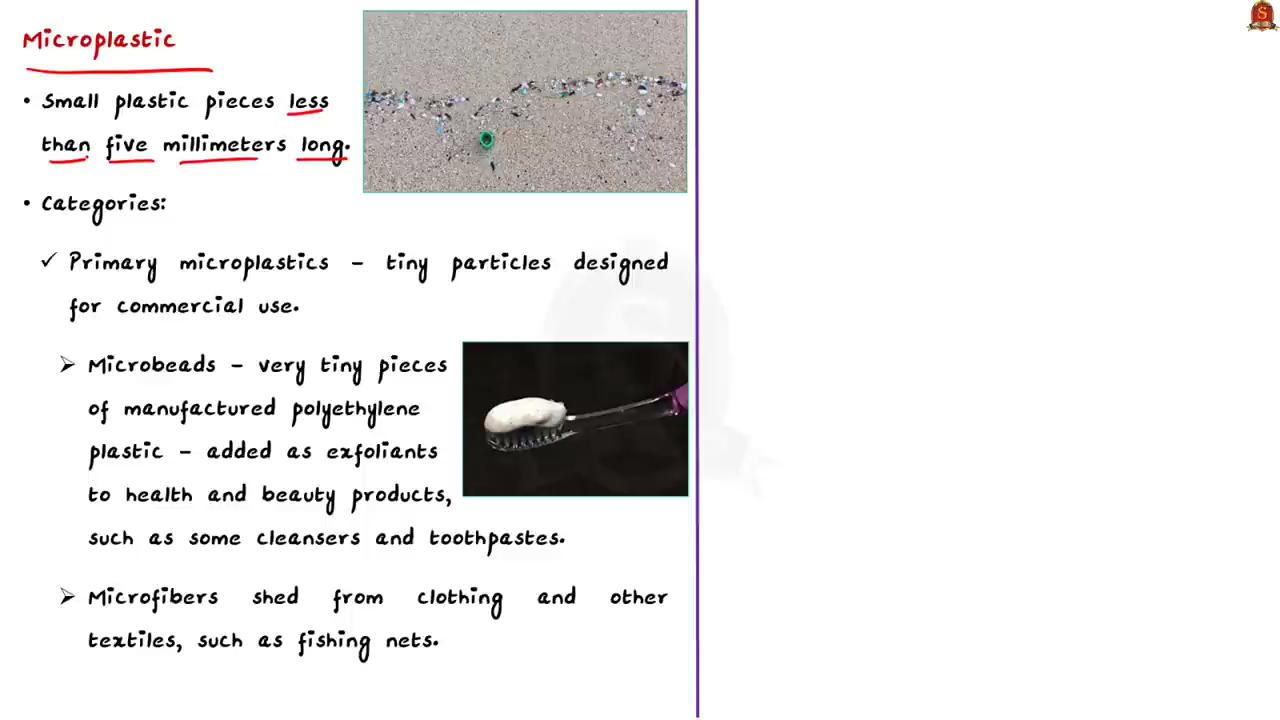 Microplastic
• Small plastic pieces less
than five millimeters long.
• Categories:
✓ Primary microplastics – tiny particles designed
for commercial use.
➢ Microbeads – very tiny pieces
of manufactured polyethylene
plastic – added as exfoliants
to health and beauty products,
such as some cleansers and toothpastes.
➢ Microfibers shed from clothing and other
textiles, such as fishing nets.